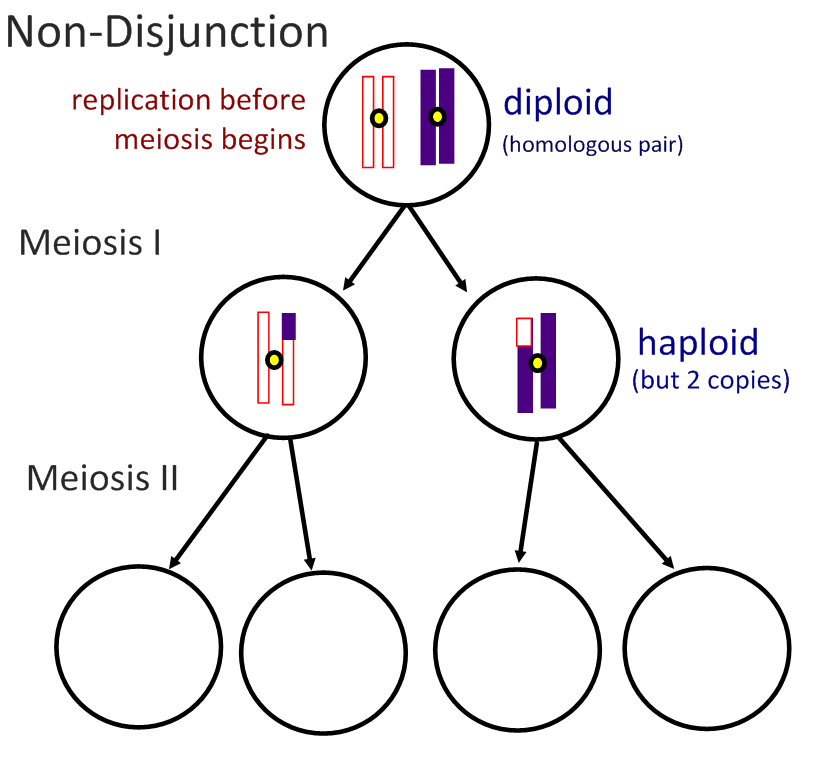 Non-Disjunction
replication before
meiosis begins
diploid
(homologous pair)
Meiosis I
haploid
(but 2 copies)
Meiosis II